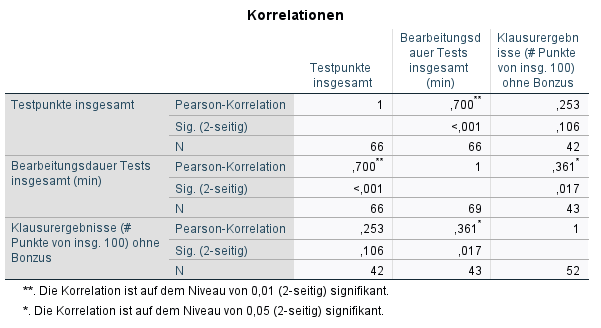 Korrelationen
Testpunkte insgesamt
Bearbeitungsd auer Tests insgesamt (min)
Klausurergebn isse (# Punkte von insg. 100) ohne Bonzus
Testpunkte insgesamt Pearson-Korrelation 1 ,700** ,253
Sig. (2-seitig) <,001 ,106
N 66 66 42
Bearbeitungsdauer Tests insgesamt (min) Pearson-Korrelation ,700** 1 ,361*
Sig. (2-seitig) <,001 ,017
N 66 69 43
Klausurergebnisse (# Punkte von insg. 100) ohne Bonzus Pearson-Korrelation ,253 ,361* 1
Sig. (2-seitig) ,106 ,017
N 42 43 52
**. Die Korrelation ist auf dem Niveau von 0,01 (2-seitig) signifikant.
*. Die Korrelation ist auf dem Niveau von 0,05 (2-seitig) signifikant.